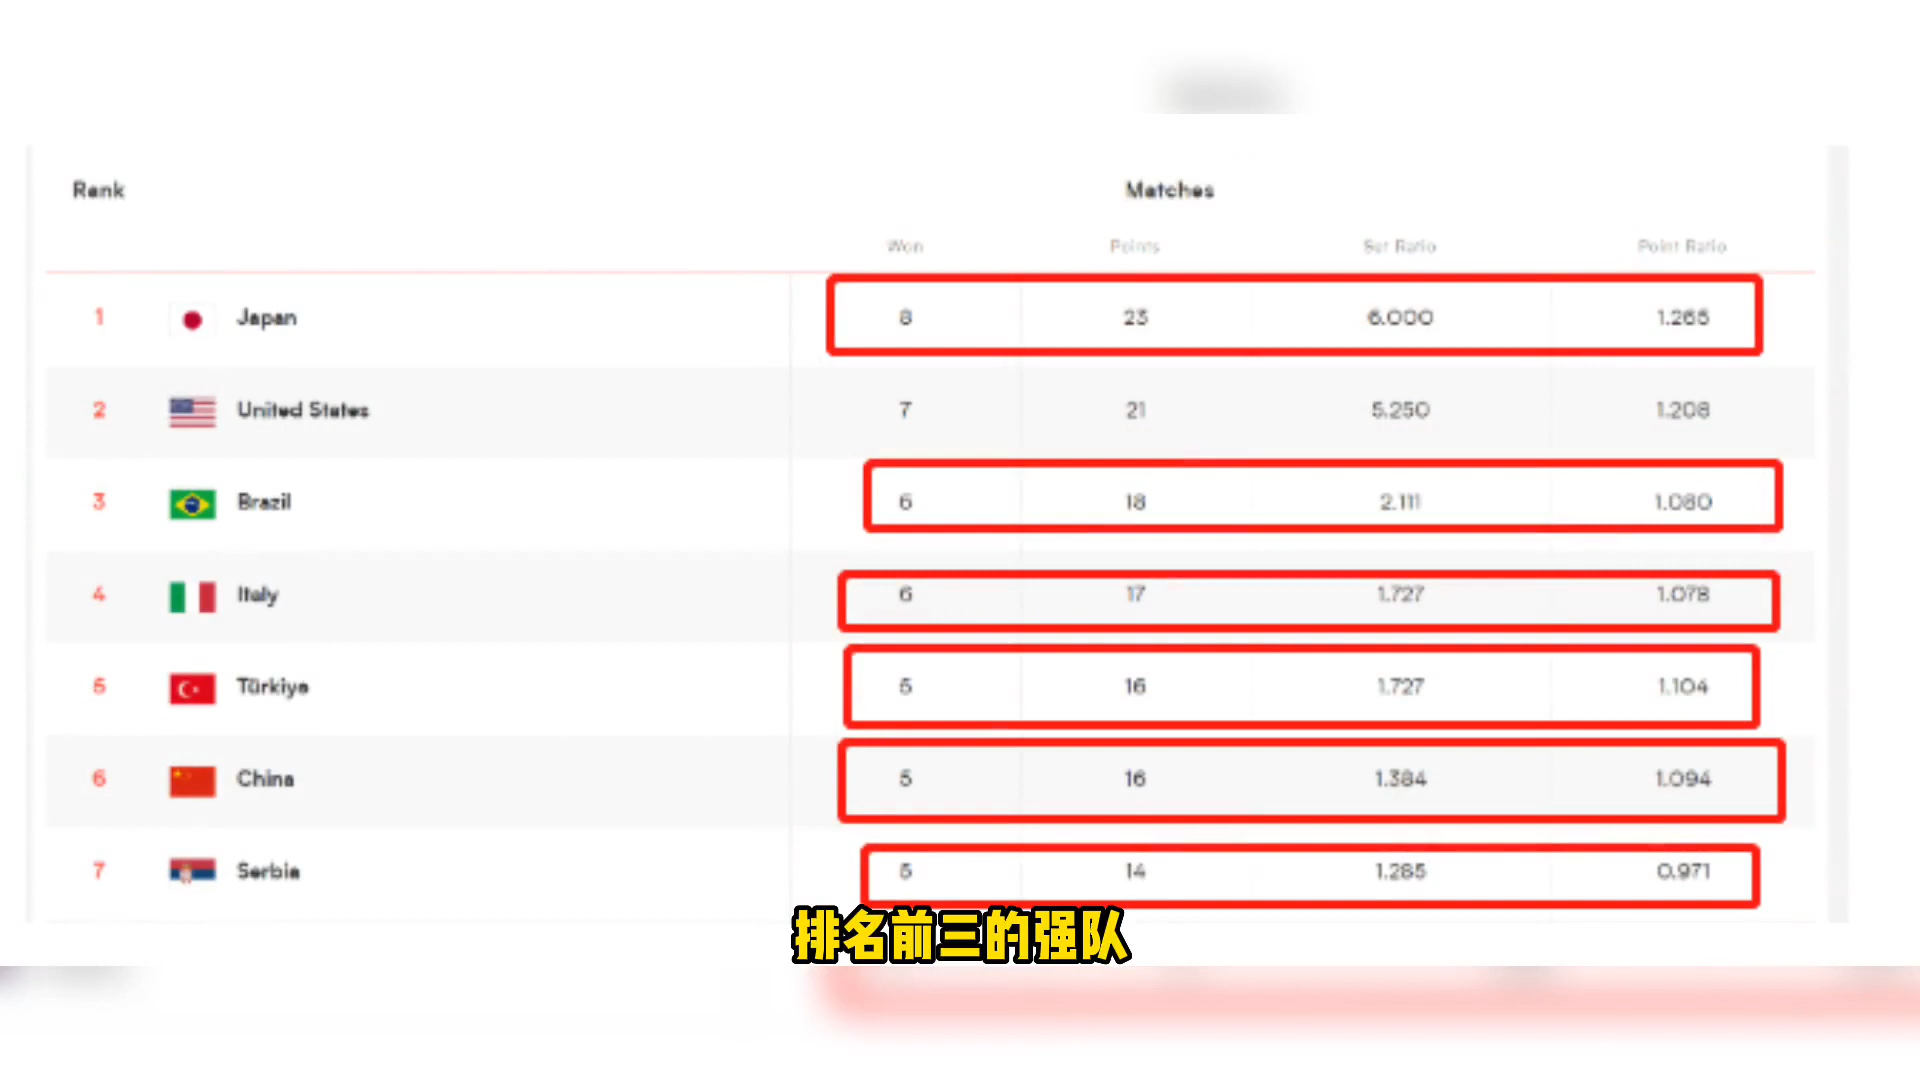 Rank Matches
Won Points Set Ratio Point Ratio
1 Japan 8 23 6.000 1.265
2 United States 7 21 5.250 1.208
3 Brazil 6 18 2.111 1.080
4 Italy 6 17 1.727 1.078
5 Türkiye 5 16 1.727 1.104
6 China 5 16 1.384 1.094
7 Serbia 5 14 1.285 0.971
排名前三的强队